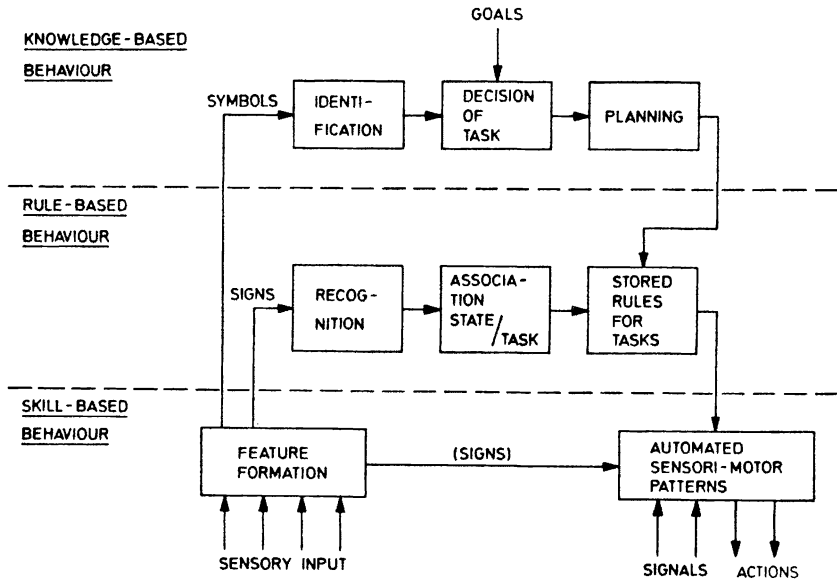 GOALS
KNOWLEDGE-BASED
BEHAVIOUR
SYMBOLS
IDENTI-
FICATION
DECISION
OF
TASK
PLANNING
RULE-BASED
BEHAVIOUR
SIGNS
RECOG-
NITION
ASSOCIA-
TION
STATE
/TASK
STORED
RULES
FOR
TASKS
SKILL-BASED
BEHAVIOUR
FEATURE
FORMATION
(SIGNS)
AUTOMATED
SENSORI-MOTOR
PATTERNS
SENSORY INPUT
SIGNALS
ACTIONS